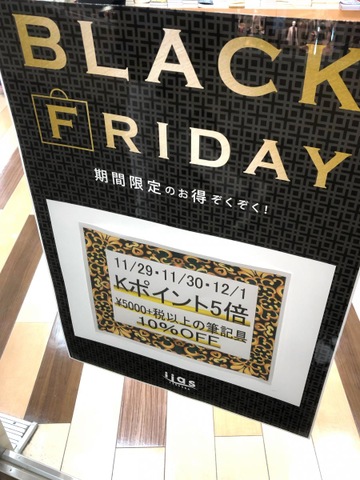 BLACK
FRIDAY
期間限定のお得ぞくぞく!
11/29・11/30・12/1
Kポイント5倍
¥5000+税以上の筆記具
10%OFF
iias